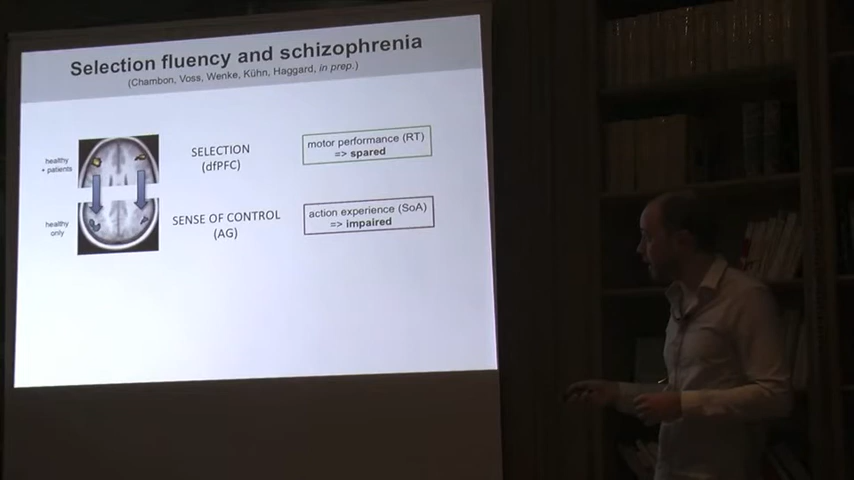 Selection fluency and schizophrenia
(Chambon, Voss, Wenke, Kühn, Haggard, in prep.)
healthy
+ patients
SELECTION
(dfPFC)
motor performance (RT)
=> spared
healthy
only
SENSE OF CONTROL
(AG)
action experience (SoA)
=> impaired